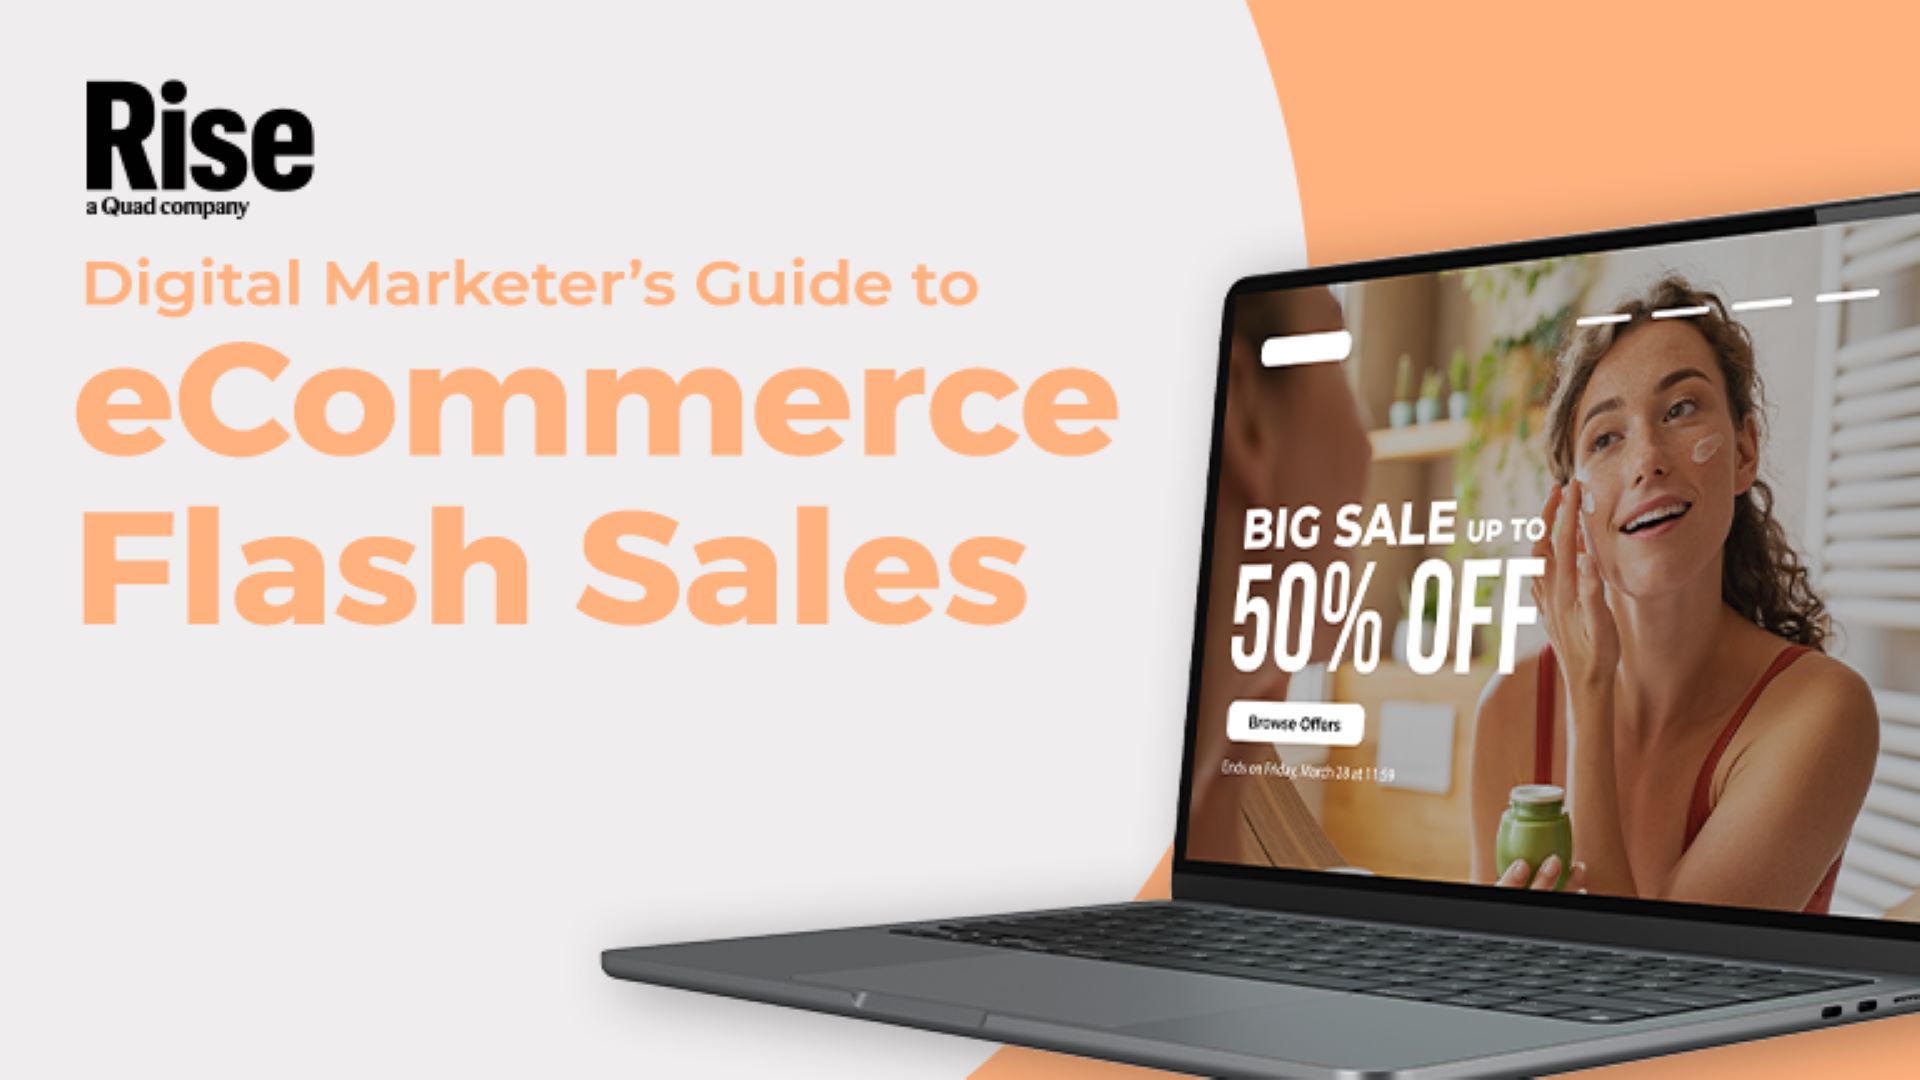 Rise
a Quad company
Digital Marketer’s Guide to
eCommerce
Flash Sales
BIG SALE UP TO
50% OFF
Browse Offers
Ends on Friday, March 28 at 11:59